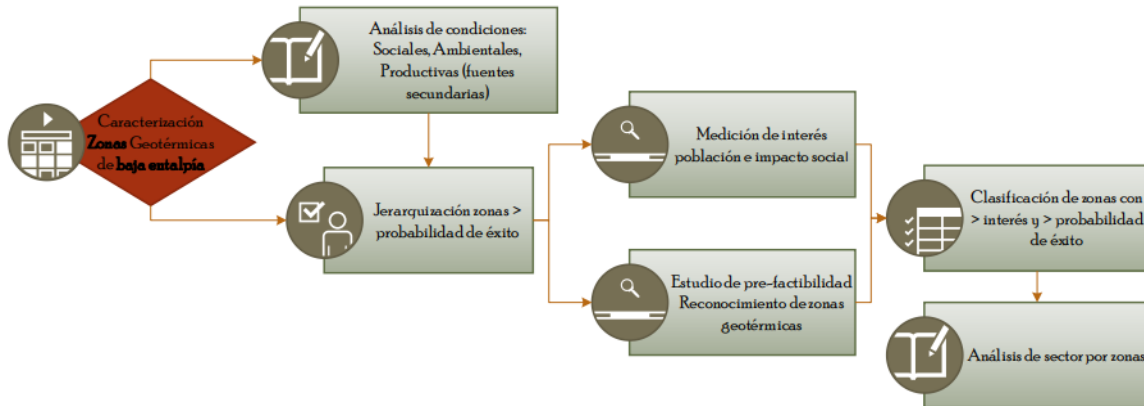 Análisis de condiciones:
Sociales, Ambientales,
Productivas (fuentes
secundarias)
Caracterización
Zonas Geotérmicas
de baja entalpía
Jerarquización zonas >
probabilidad de éxito
Medición de interés
población e impacto social
Estudio de pre-factibilidad
Reconocimiento de zonas
geotérmicas
Clasificación de zonas con
> interés y > probabilidad
de éxito
Análisis de sector por zonas